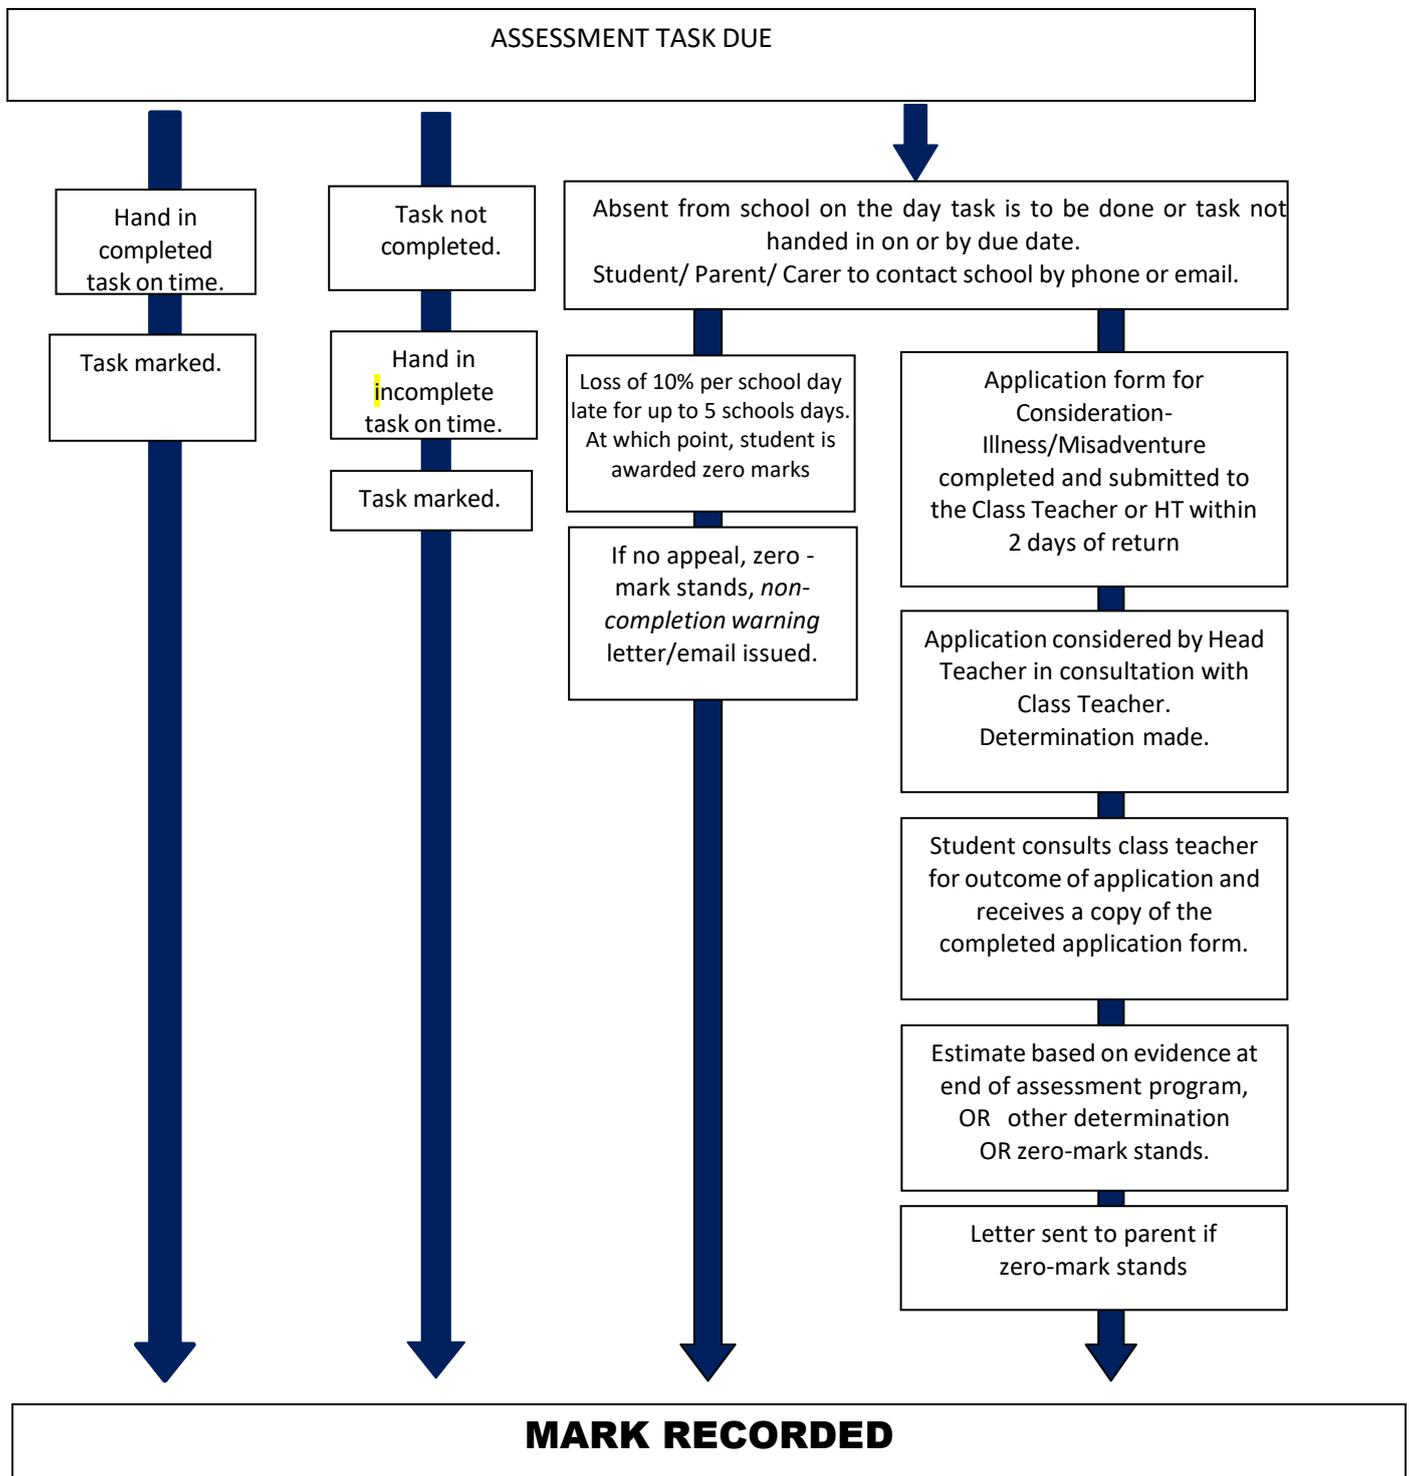 ASSESSMENT TASK DUE
Hand in
completed
task on time.
Task marked.
Task not
completed.
Hand in
incomplete
task on time.
Task marked.
Absent from school on the day task is to be done or task not
handed in on or by due date.
Student/ Parent/ Carer to contact school by phone or email.
Loss of 10% per school day
late for up to 5 schools days.
At which point, student is
awarded zero marks
If no appeal, zero -
mark stands, non-
completion warning
letter/email issued.
Application form for
Consideration-
Illness/Misadventure
completed and submitted to
the Class Teacher or HT within
2 days of return
Application considered by Head
Teacher in consultation with
Class Teacher.
Determination made.
Student consults class teacher
for outcome of application and
receives a copy of the
completed application form.
Estimate based on evidence at
end of assessment program,
OR other determination
OR zero-mark stands.
Letter sent to parent if
zero-mark stands
MARK RECORDED